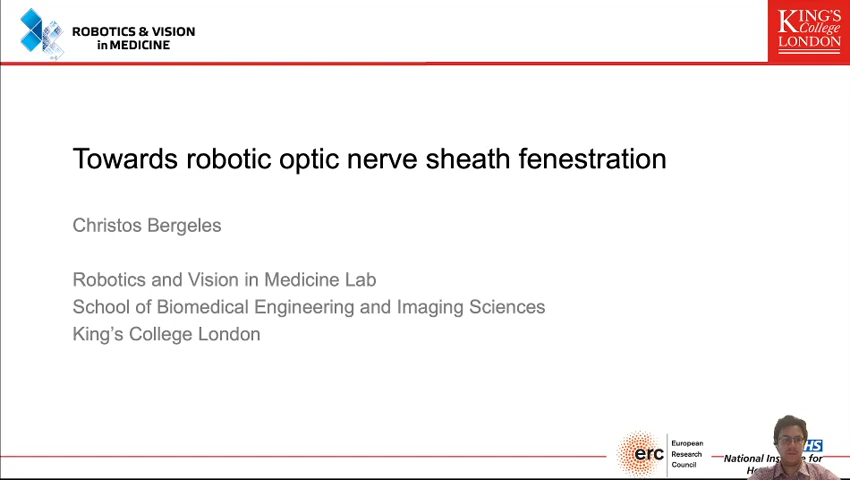 ROBOTICS & VISION
in MEDICINE
KING'S
College
LONDON
Towards robotic optic nerve sheath fenestration
Christos Bergeles
Robotics and Vision in Medicine Lab
School of Biomedical Engineering and Imaging Sciences
King's College London
erc
European
Research
Council
National for